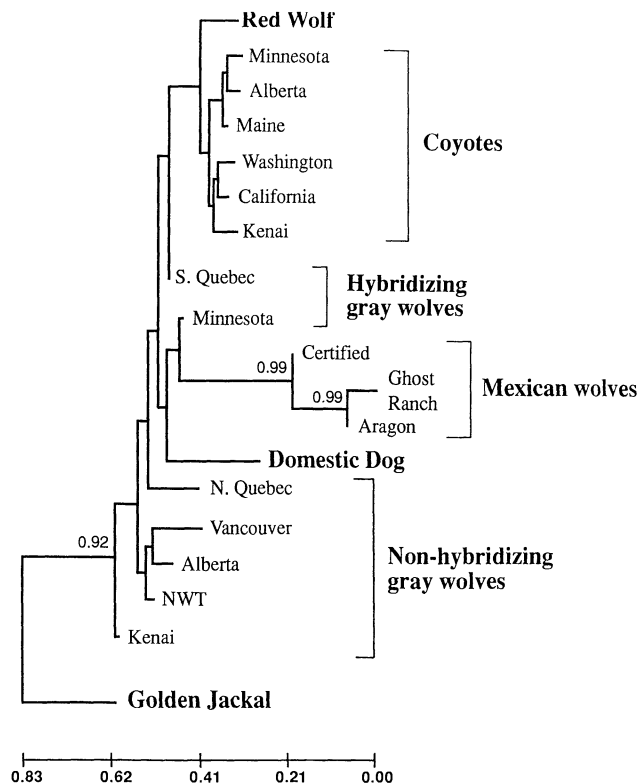 Red Wolf
Minnesota
Alberta
Maine
Washington
California
Kenai
Coyotes
S. Quebec
Hybridizing
gray wolves
Minnesota
0.99
Certified
0.99
Ghost
Ranch
Aragon
Mexican wolves
Domestic Dog
N. Quebec
Vancouver
Alberta
NWT
Kenai
0.92
Non-hybridizing
gray wolves
Golden Jackal
0.83 0.62 0.41 0.21 0.00